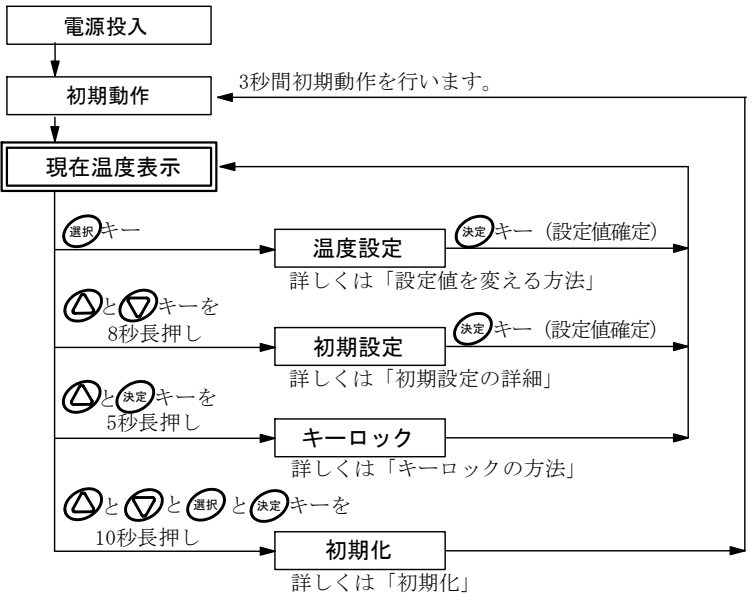 電源投入
初期動作
3秒間初期動作を行います。
現在温度表示
選択キー
温度設定
決定キー（設定値確定）
詳しくは「設定値を変える方法」
△と▽キーを
8秒長押し
初期設定
決定キー（設定値確定）
詳しくは「初期設定の詳細」
△と決定キーを
5秒長押し
キーロック
詳しくは「キーロックの方法」
△と▽と選択と決定キーを
10秒長押し
初期化
詳しくは「初期化」